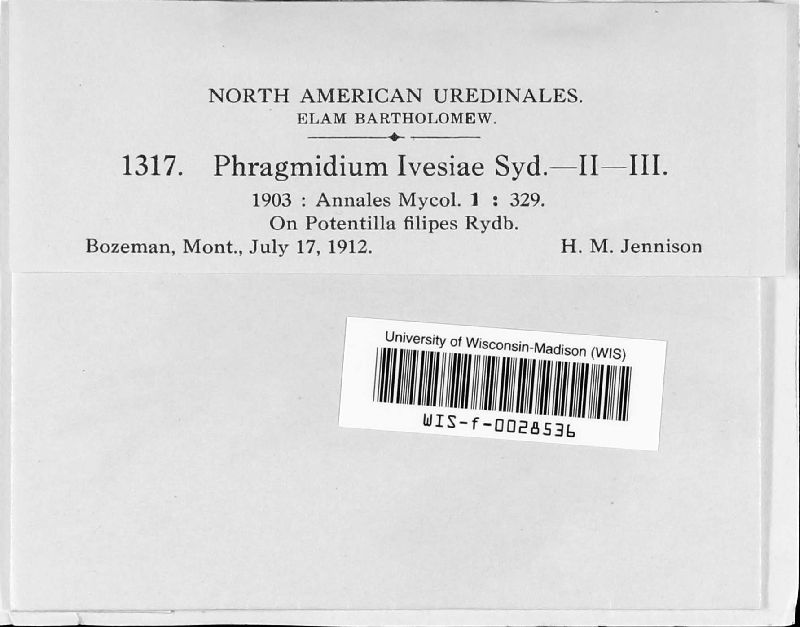 NORTH AMERICAN UREDINALES.
ELAM BARTHOLOMEW.
1317. Phragmidium Ivesiae Syd.—II—III.
1903 : Annales Mycol. 1 : 329.
On Potentilla filipes Rydb.
Bozeman, Mont., July 17, 1912. H. M. Jennison
University of Wisconsin-Madison (WIS)
WIS-f-0028536